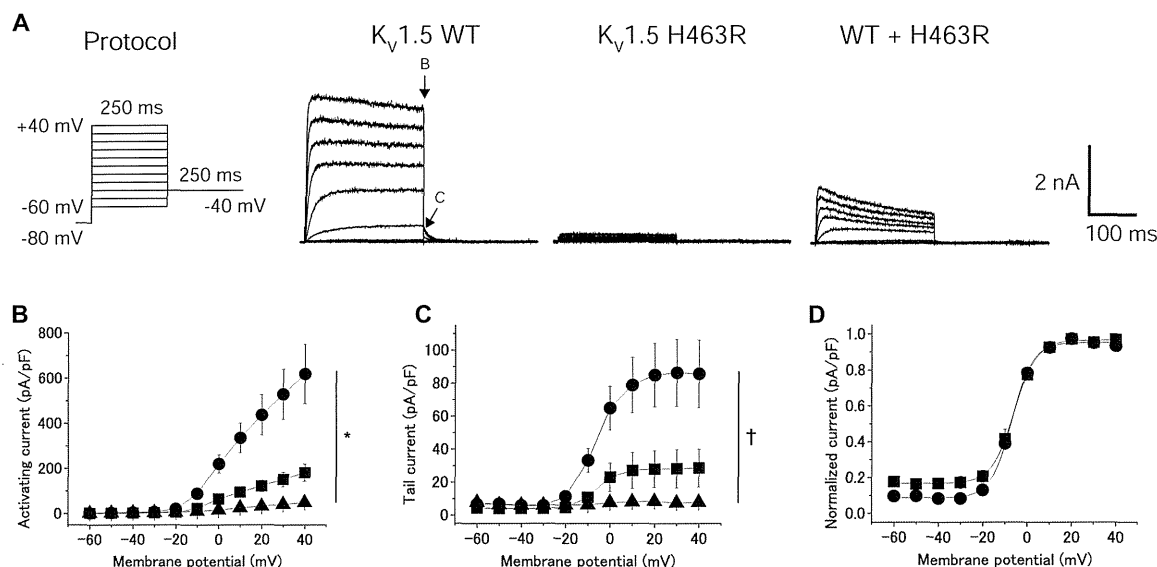 A
Protocol
Kv1.5 WT
Kv1.5 H463R
WT + H463R
250 ms
+40 mV
250 ms
-60 mV
-40 mV
-80 mV
B
C
2 nA
100 ms
B
Activating current (pA/pF)
800
600
400
200
0
-60 -40 -20 0 20 40
Membrane potential (mV)
*
C
Tail current (pA/pF)
100
80
60
40
20
0
-60 -40 -20 0 20 40
Membrane potential (mV)
†
D
Normalized current (pA/pF)
1.0
0.8
0.6
0.4
0.2
0.0
-60 -40 -20 0 20 40
Membrane potential (mV)